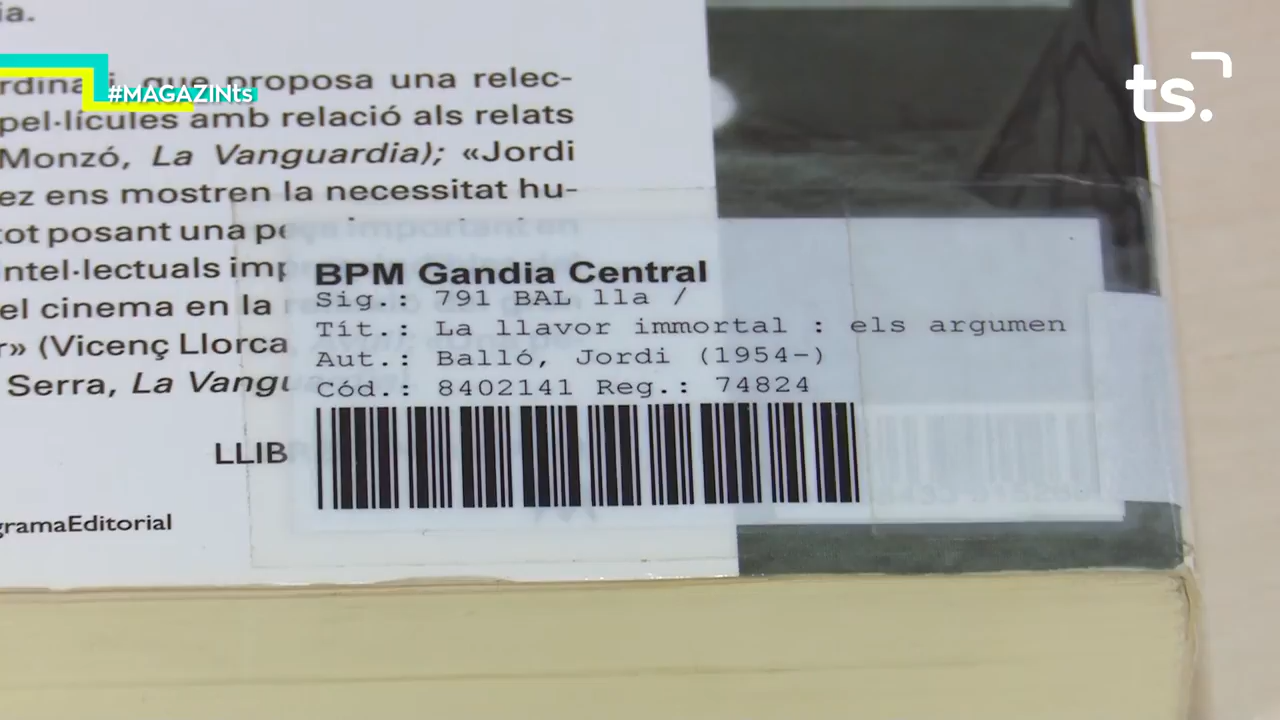 ia.
#MAGAZINts
ts.
rdina i, que proposa una relec-
pel·lícules amb relació als relats
Monzó, La Vanguardia); «Jordi
ez ens mostren la necessitat hu-
tot posant una pe
intel·lectuals imp
el cinema en la
r» (Vicenç Llorca
Serra, La Vangu
LLIB
gramaEditorial
BPM Gandia Central
Sig.: 791 BAL lla /
Tít.: La llavor immortal : els argumen
Aut.: Balló, Jordi (1954-)
Cód.: 8402141 Reg.: 74824